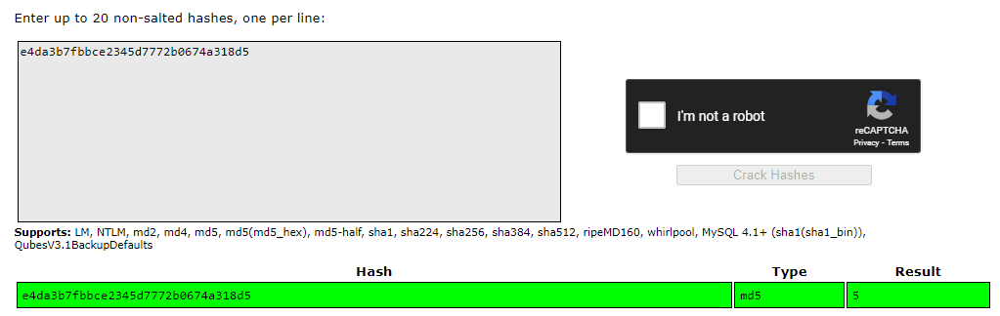 Enter up to 20 non-salted hashes, one per line:
e4da3b7fbbce2345d7772b0674a318d5
I'm not a robot
reCAPTCHA
Privacy - Terms
Crack Hashes
Supports: LM, NTLM, md2, md4, md5, md5(md5_hex), md5-half, sha1, sha224, sha256, sha384, sha512, ripeMD160, whirlpool, MySQL 4.1+ (sha1(sha1_bin)),
QubesV3.1BackupDefaults
Hash Type Result
e4da3b7fbbce2345d7772b0674a318d5 md5 5